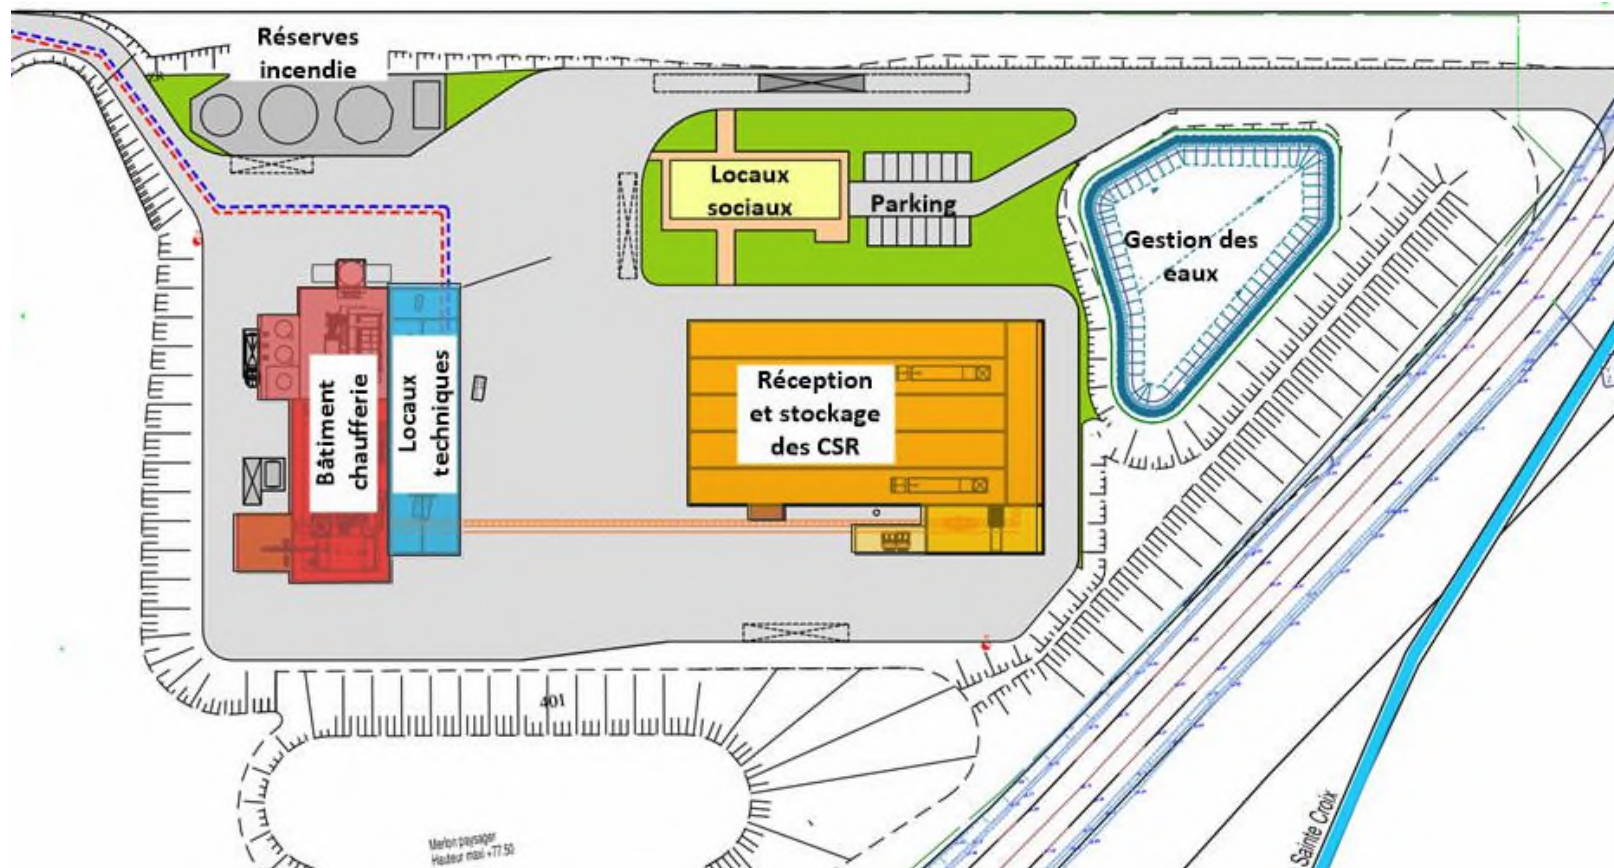 Réserves
incendie
Locaux
sociaux
Parking
Gestion des
eaux
Bâtiment
chaufferie
Locaux
techniques
Réception
et stockage
des CSR
401
Merlon paysager
Hauteur maxi +77.50
Sainte Croix